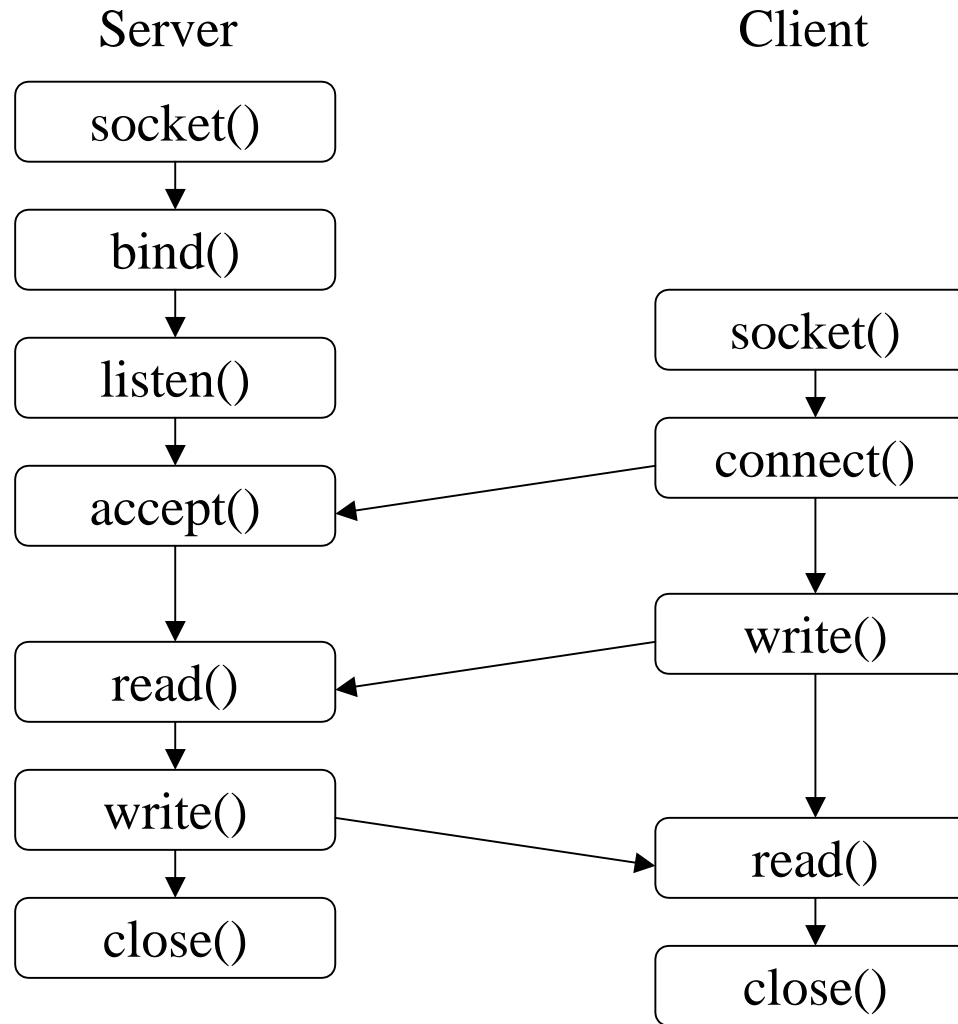 Server
Client
socket()
bind()
listen()
accept()
read()
write()
close()
socket()
connect()
write()
read()
close()